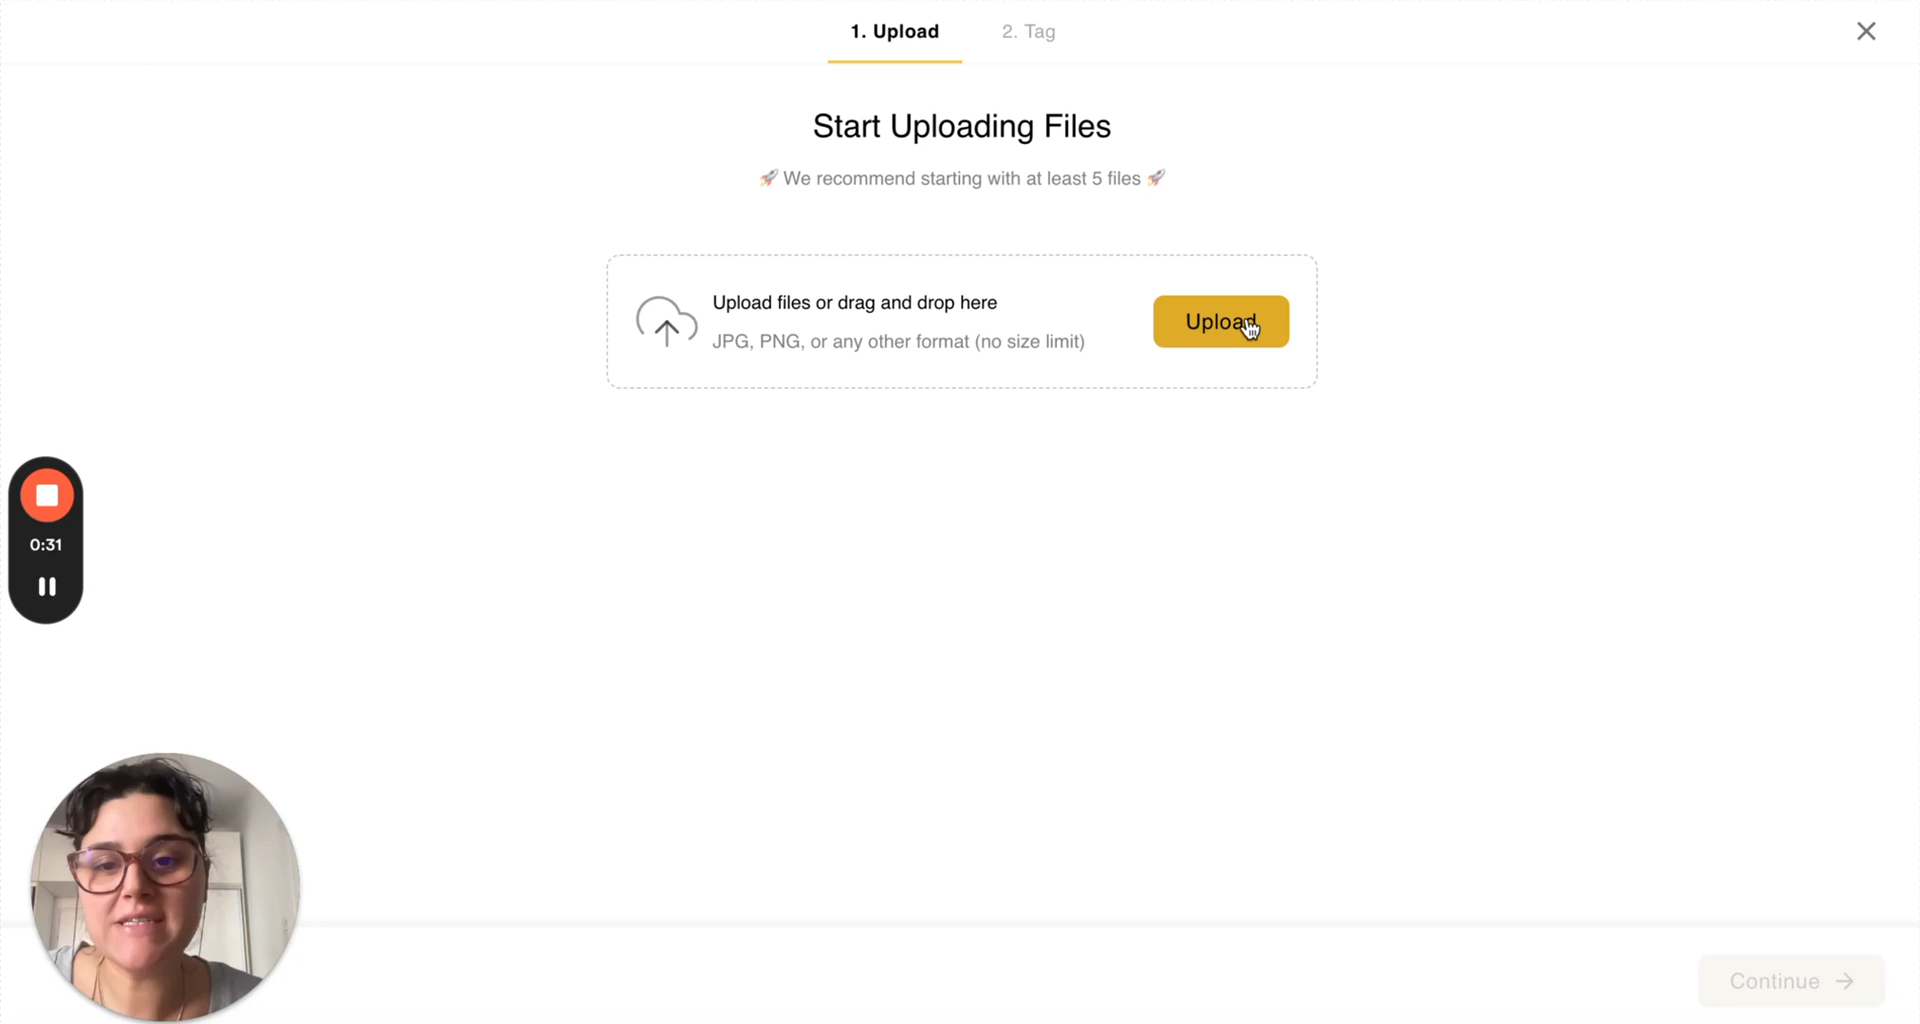 1. Upload
2. Tag
Start Uploading Files
🚀 We recommend starting with at least 5 files 🚀
Upload files or drag and drop here
JPG, PNG, or any other format (no size limit)
Upload
0:31
Continue →